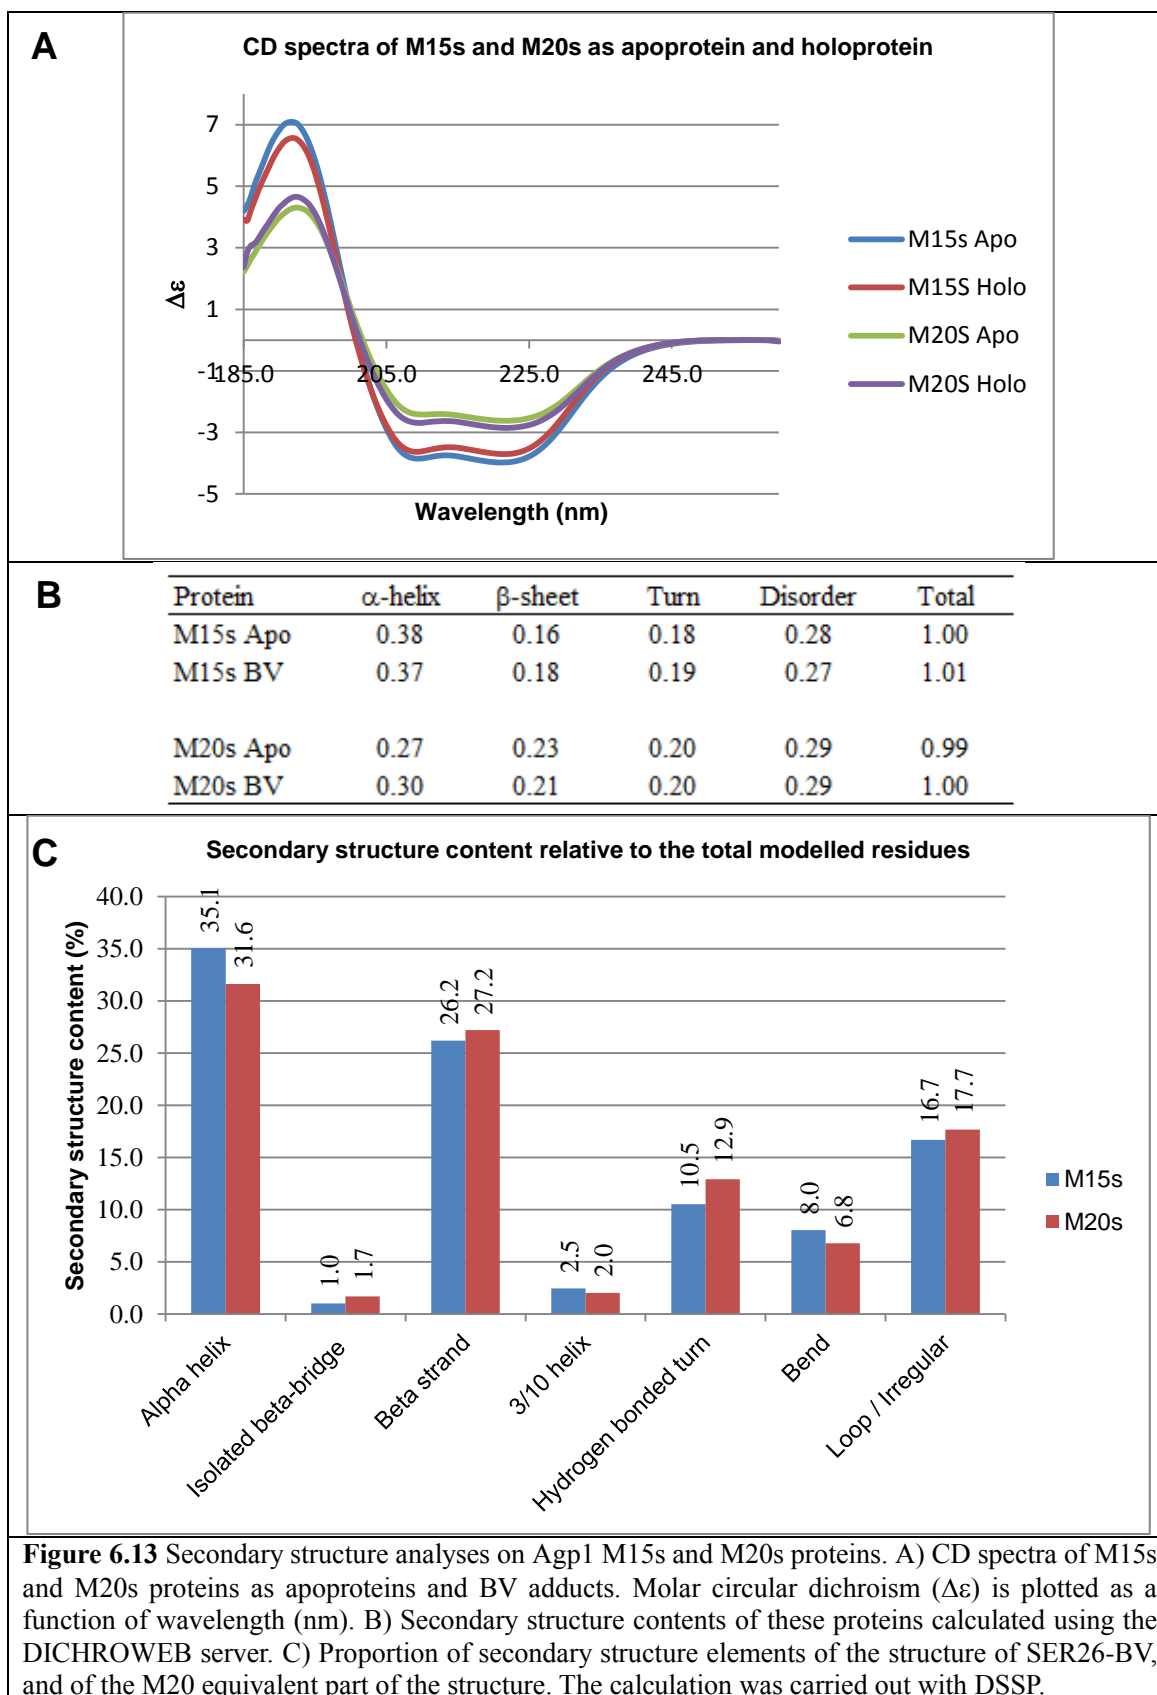 A
CD spectra of M15s and M20s as apoprotein and holoprotein
7
5
3
1
-1
-3
-5
Δε
185.0
205.0
225.0
245.0
Wavelength (nm)
M15s Apo
M15S Holo
M20S Apo
M20S Holo
B
Protein α-helix β-sheet Turn Disorder Total
M15s Apo 0.38 0.16 0.18 0.28 1.00
M15s BV 0.37 0.18 0.19 0.27 1.01
M20s Apo 0.27 0.23 0.20 0.29 0.99
M20s BV 0.30 0.21 0.20 0.29 1.00
C
Secondary structure content relative to the total modelled residues
Secondary structure content (%)
40.0
35.0
30.0
25.0
20.0
15.0
10.0
5.0
0.0
35.1
31.6
1.0
1.7
26.2
27.2
2.5
2.0
10.5
12.9
8.0
6.8
16.7
17.7
Alpha helix
Isolated beta-bridge
Beta strand
3/10 helix
Hydrogen bonded turn
Bend
Loop / Irregular
M15s
M20s
Figure 6.13 Secondary structure analyses on Agp1 M15s and M20s proteins. A) CD spectra of M15s
and M20s proteins as apoproteins and BV adducts. Molar circular dichroism (Δε) is plotted as a
function of wavelength (nm). B) Secondary structure contents of these proteins calculated using the
DICHROWEB server. C) Proportion of secondary structure elements of the structure of SER26-BV,
and of the M20 equivalent part of the structure. The calculation was carried out with DSSP.